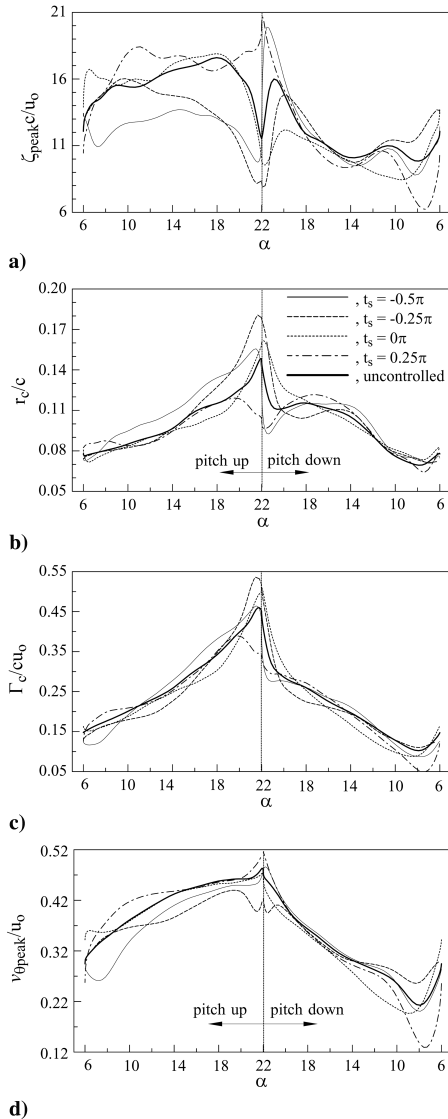 21
16
11
6
ζpeakc/uo
6 10 14 18 22 18 14 10 6
α
a)
0.20
0.17
0.14
0.11
0.08
0.05
rc/c
, ts = -0.5π
, ts = -0.25π
, ts = 0π
, ts = 0.25π
, uncontrolled
pitch up pitch down
6 10 14 18 22 18 14 10 6
α
b)
0.55
0.45
0.35
0.25
0.15
0.05
Γc/cuo
6 10 14 18 22 18 14 10 6
α
c)
0.52
0.42
0.32
0.22
0.12
vθpeak/uo
pitch up pitch down
6 10 14 18 22 18 14 10 6
α
d)